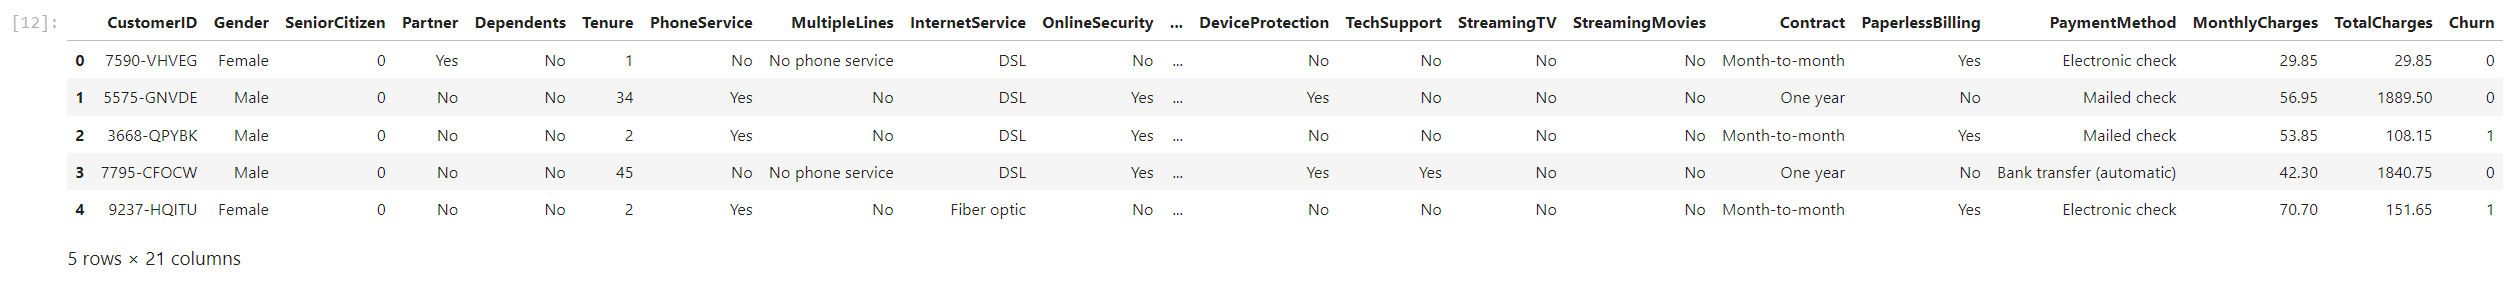 [12]:
CustomerID Gender SeniorCitizen Partner Dependents Tenure PhoneService MultipleLines InternetService OnlineSecurity ... DeviceProtection TechSupport StreamingTV StreamingMovies Contract PaperlessBilling PaymentMethod MonthlyCharges TotalCharges Churn
0 7590-VHVEG Female 0 Yes No 1 No No phone service DSL No ... No No No No Month-to-month Yes Electronic check 29.85 29.85 0
1 5575-GNVDE Male 0 No No 34 Yes No DSL Yes ... Yes No No No One year No Mailed check 56.95 1889.50 0
2 3668-QPYBK Male 0 No No 2 Yes No DSL Yes ... No No No No Month-to-month Yes Mailed check 53.85 108.15 1
3 7795-CFOCW Male 0 No No 45 No No phone service DSL Yes ... Yes Yes No No One year No Bank transfer (automatic) 42.30 1840.75 0
4 9237-HQITU Female 0 No No 2 Yes No Fiber optic No ... No No No No Month-to-month Yes Electronic check 70.70 151.65 1
5 rows × 21 columns